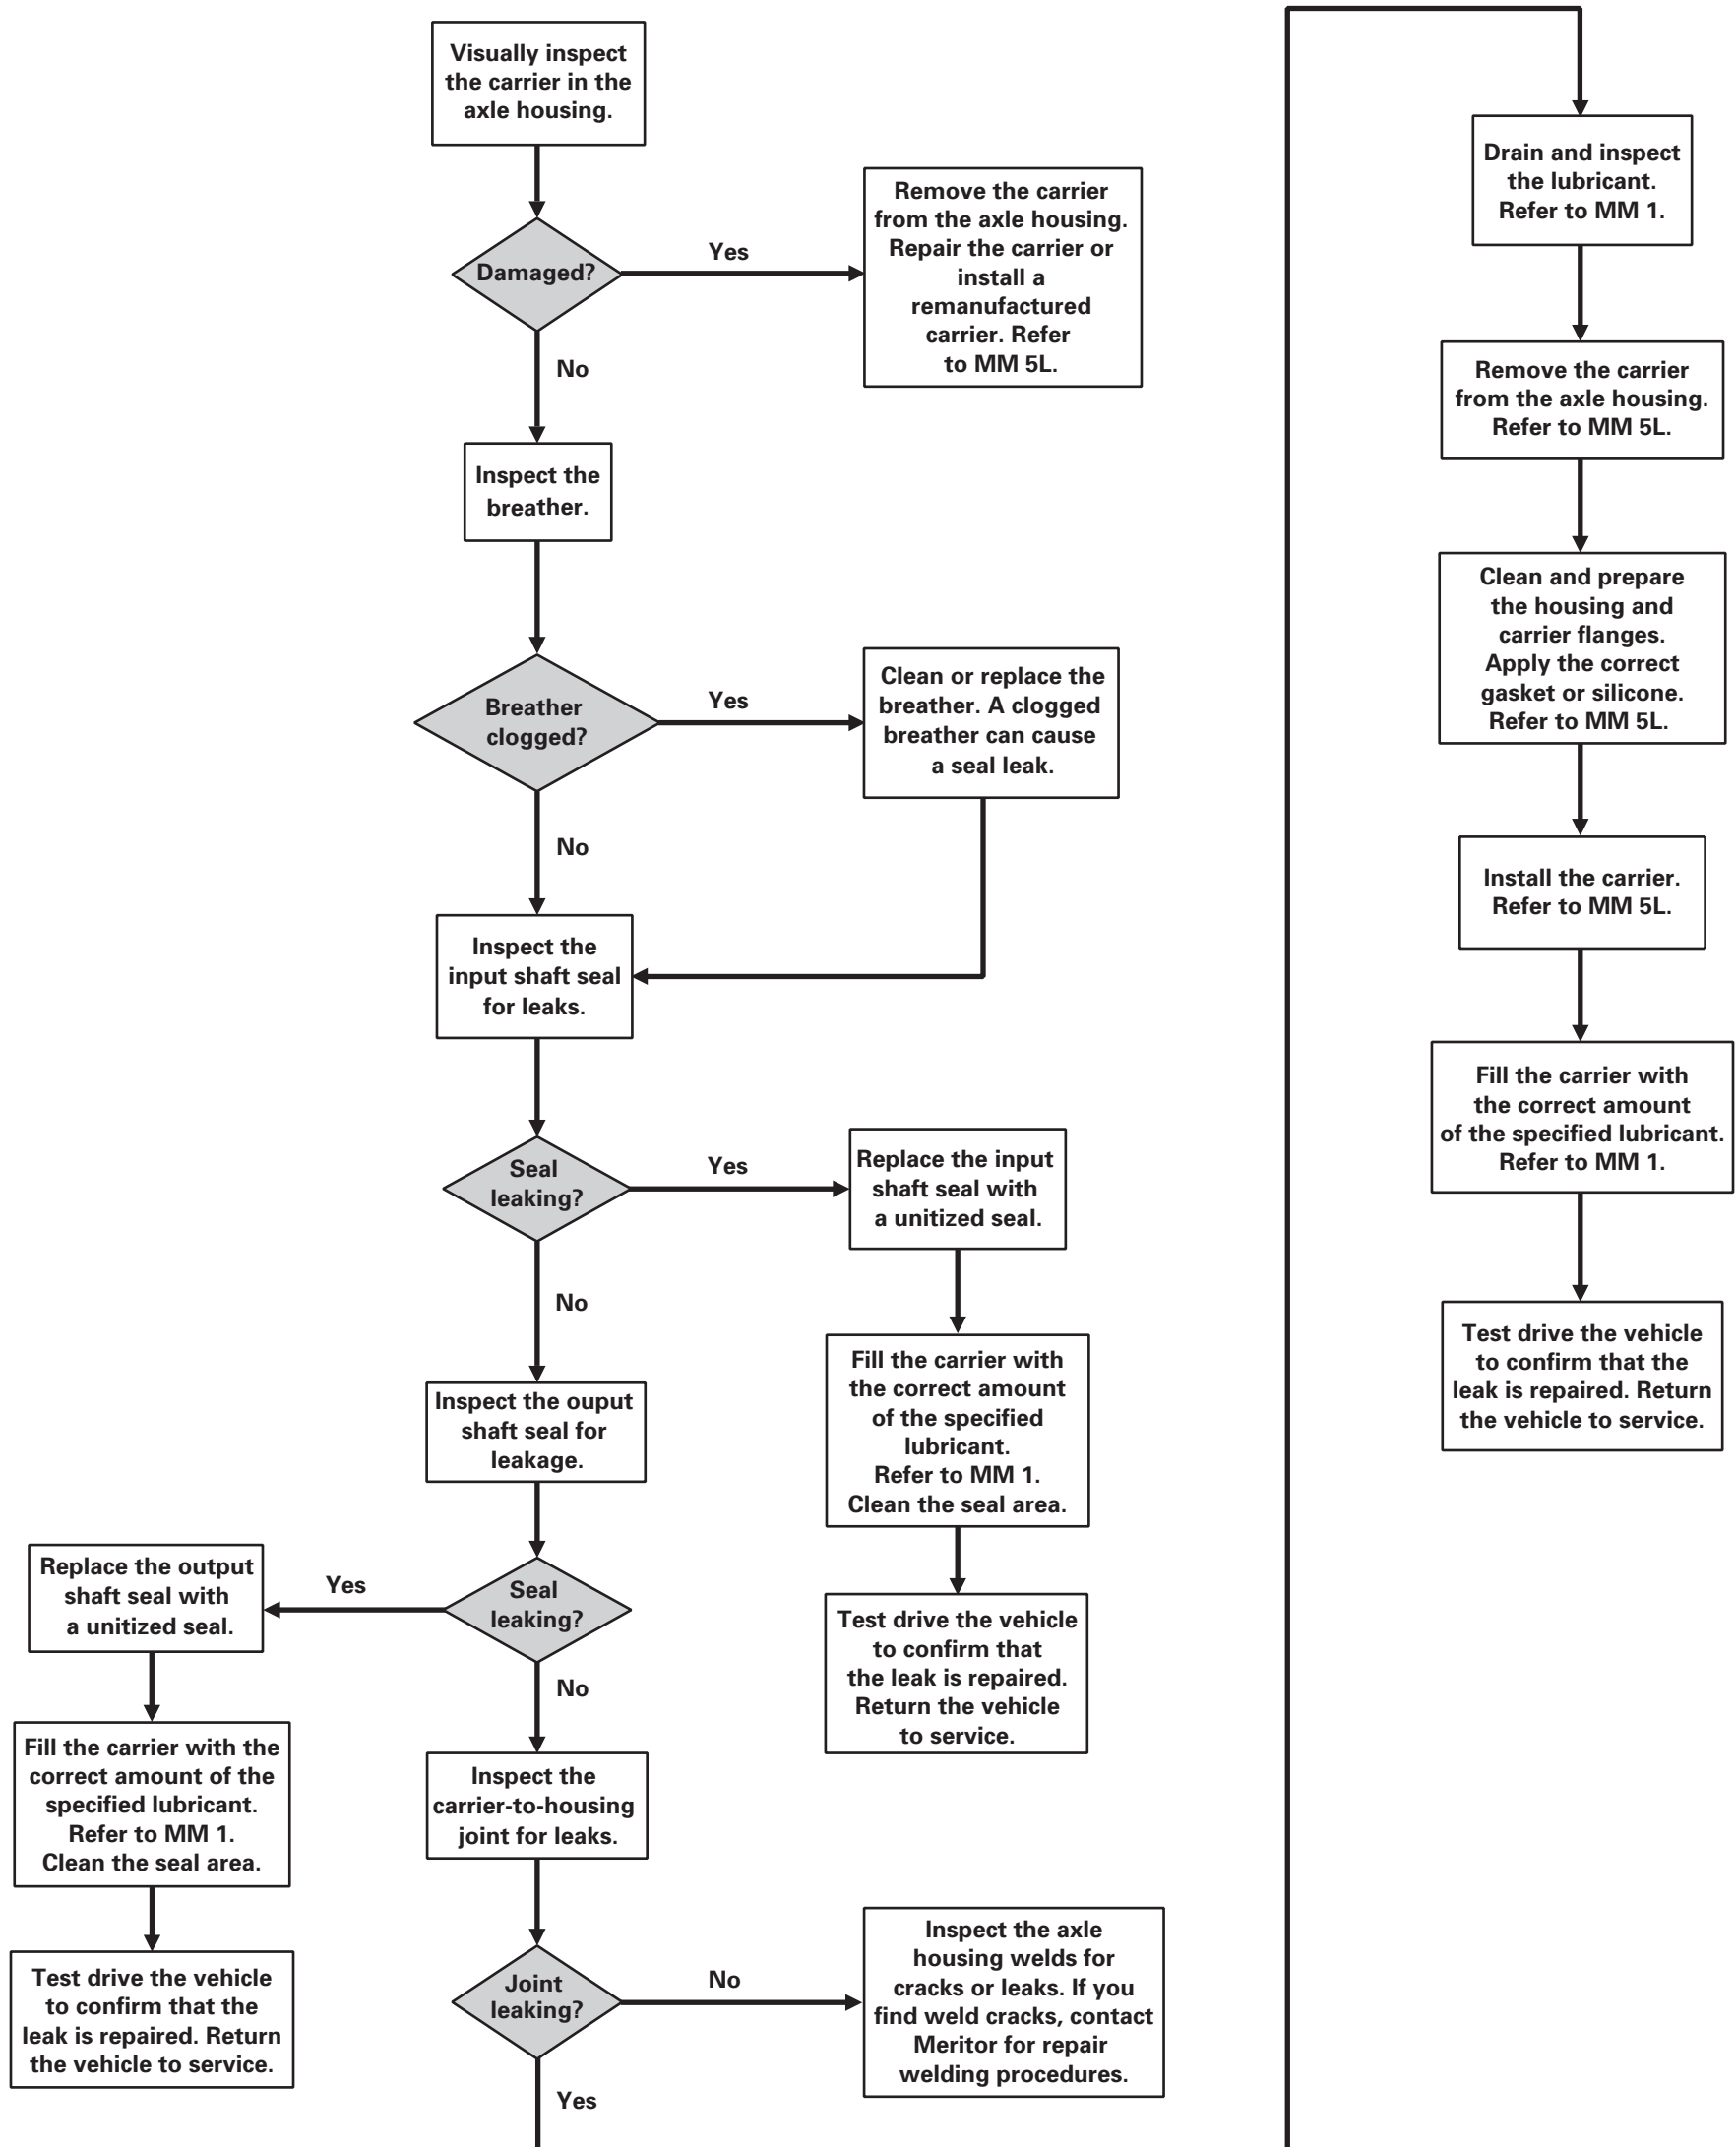 Visually inspect
the carrier in the
axle housing.
Damaged?
Yes
Remove the carrier
from the axle housing.
Repair the carrier or
install a
remanufactured
carrier. Refer
to MM 5L.
No
Inspect the
breather.
Breather
clogged?
Yes
Clean or replace the
breather. A clogged
breather can cause
a seal leak.
No
Inspect the
input shaft seal
for leaks.
Seal
leaking?
Yes
Replace the input
shaft seal with
a unitized seal.
Fill the carrier with
the correct amount
of the specified
lubricant.
Refer to MM 1.
Clean the seal area.
Test drive the vehicle
to confirm that
the leak is repaired.
Return the vehicle
to service.
No
Inspect the ouput
shaft seal for
leakage.
Seal
leaking?
Yes
Replace the output
shaft seal with
a unitized seal.
Fill the carrier with the
correct amount of the
specified lubricant.
Refer to MM 1.
Clean the seal area.
Test drive the vehicle
to confirm that the
leak is repaired. Return
the vehicle to service.
No
Inspect the
carrier-to-housing
joint for leaks.
Joint
leaking?
No
Inspect the axle
housing welds for
cracks or leaks. If you
find weld cracks, contact
Meritor for repair
welding procedures.
Yes
Drain and inspect
the lubricant.
Refer to MM 1.
Remove the carrier
from the axle housing.
Refer to MM 5L.
Clean and prepare
the housing and
carrier flanges.
Apply the correct
gasket or silicone.
Refer to MM 5L.
Install the carrier.
Refer to MM 5L.
Fill the carrier with
the correct amount
of the specified lubricant.
Refer to MM 1.
Test drive the vehicle
to confirm that the
leak is repaired. Return
the vehicle to service.